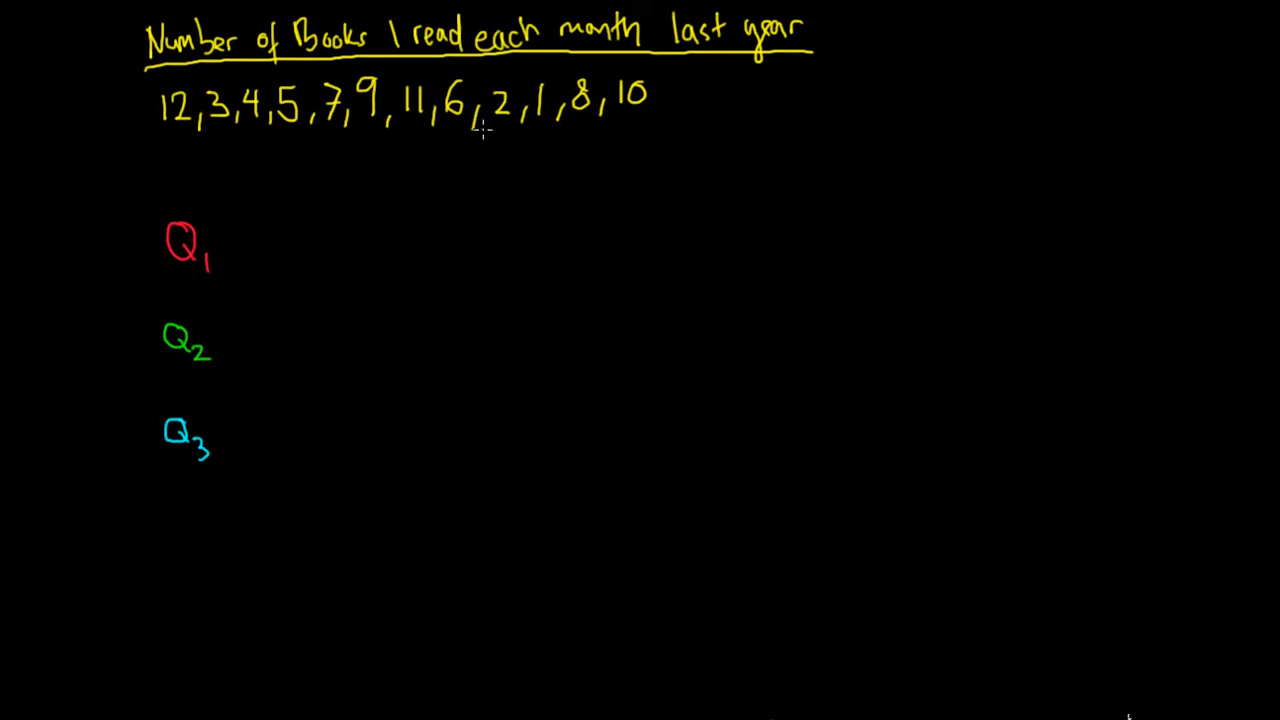 Number of Books I read each month last year
12, 3, 4, 5, 7, 9, 11, 6, 2, 1, 8, 10
Q1
Q2
Q3